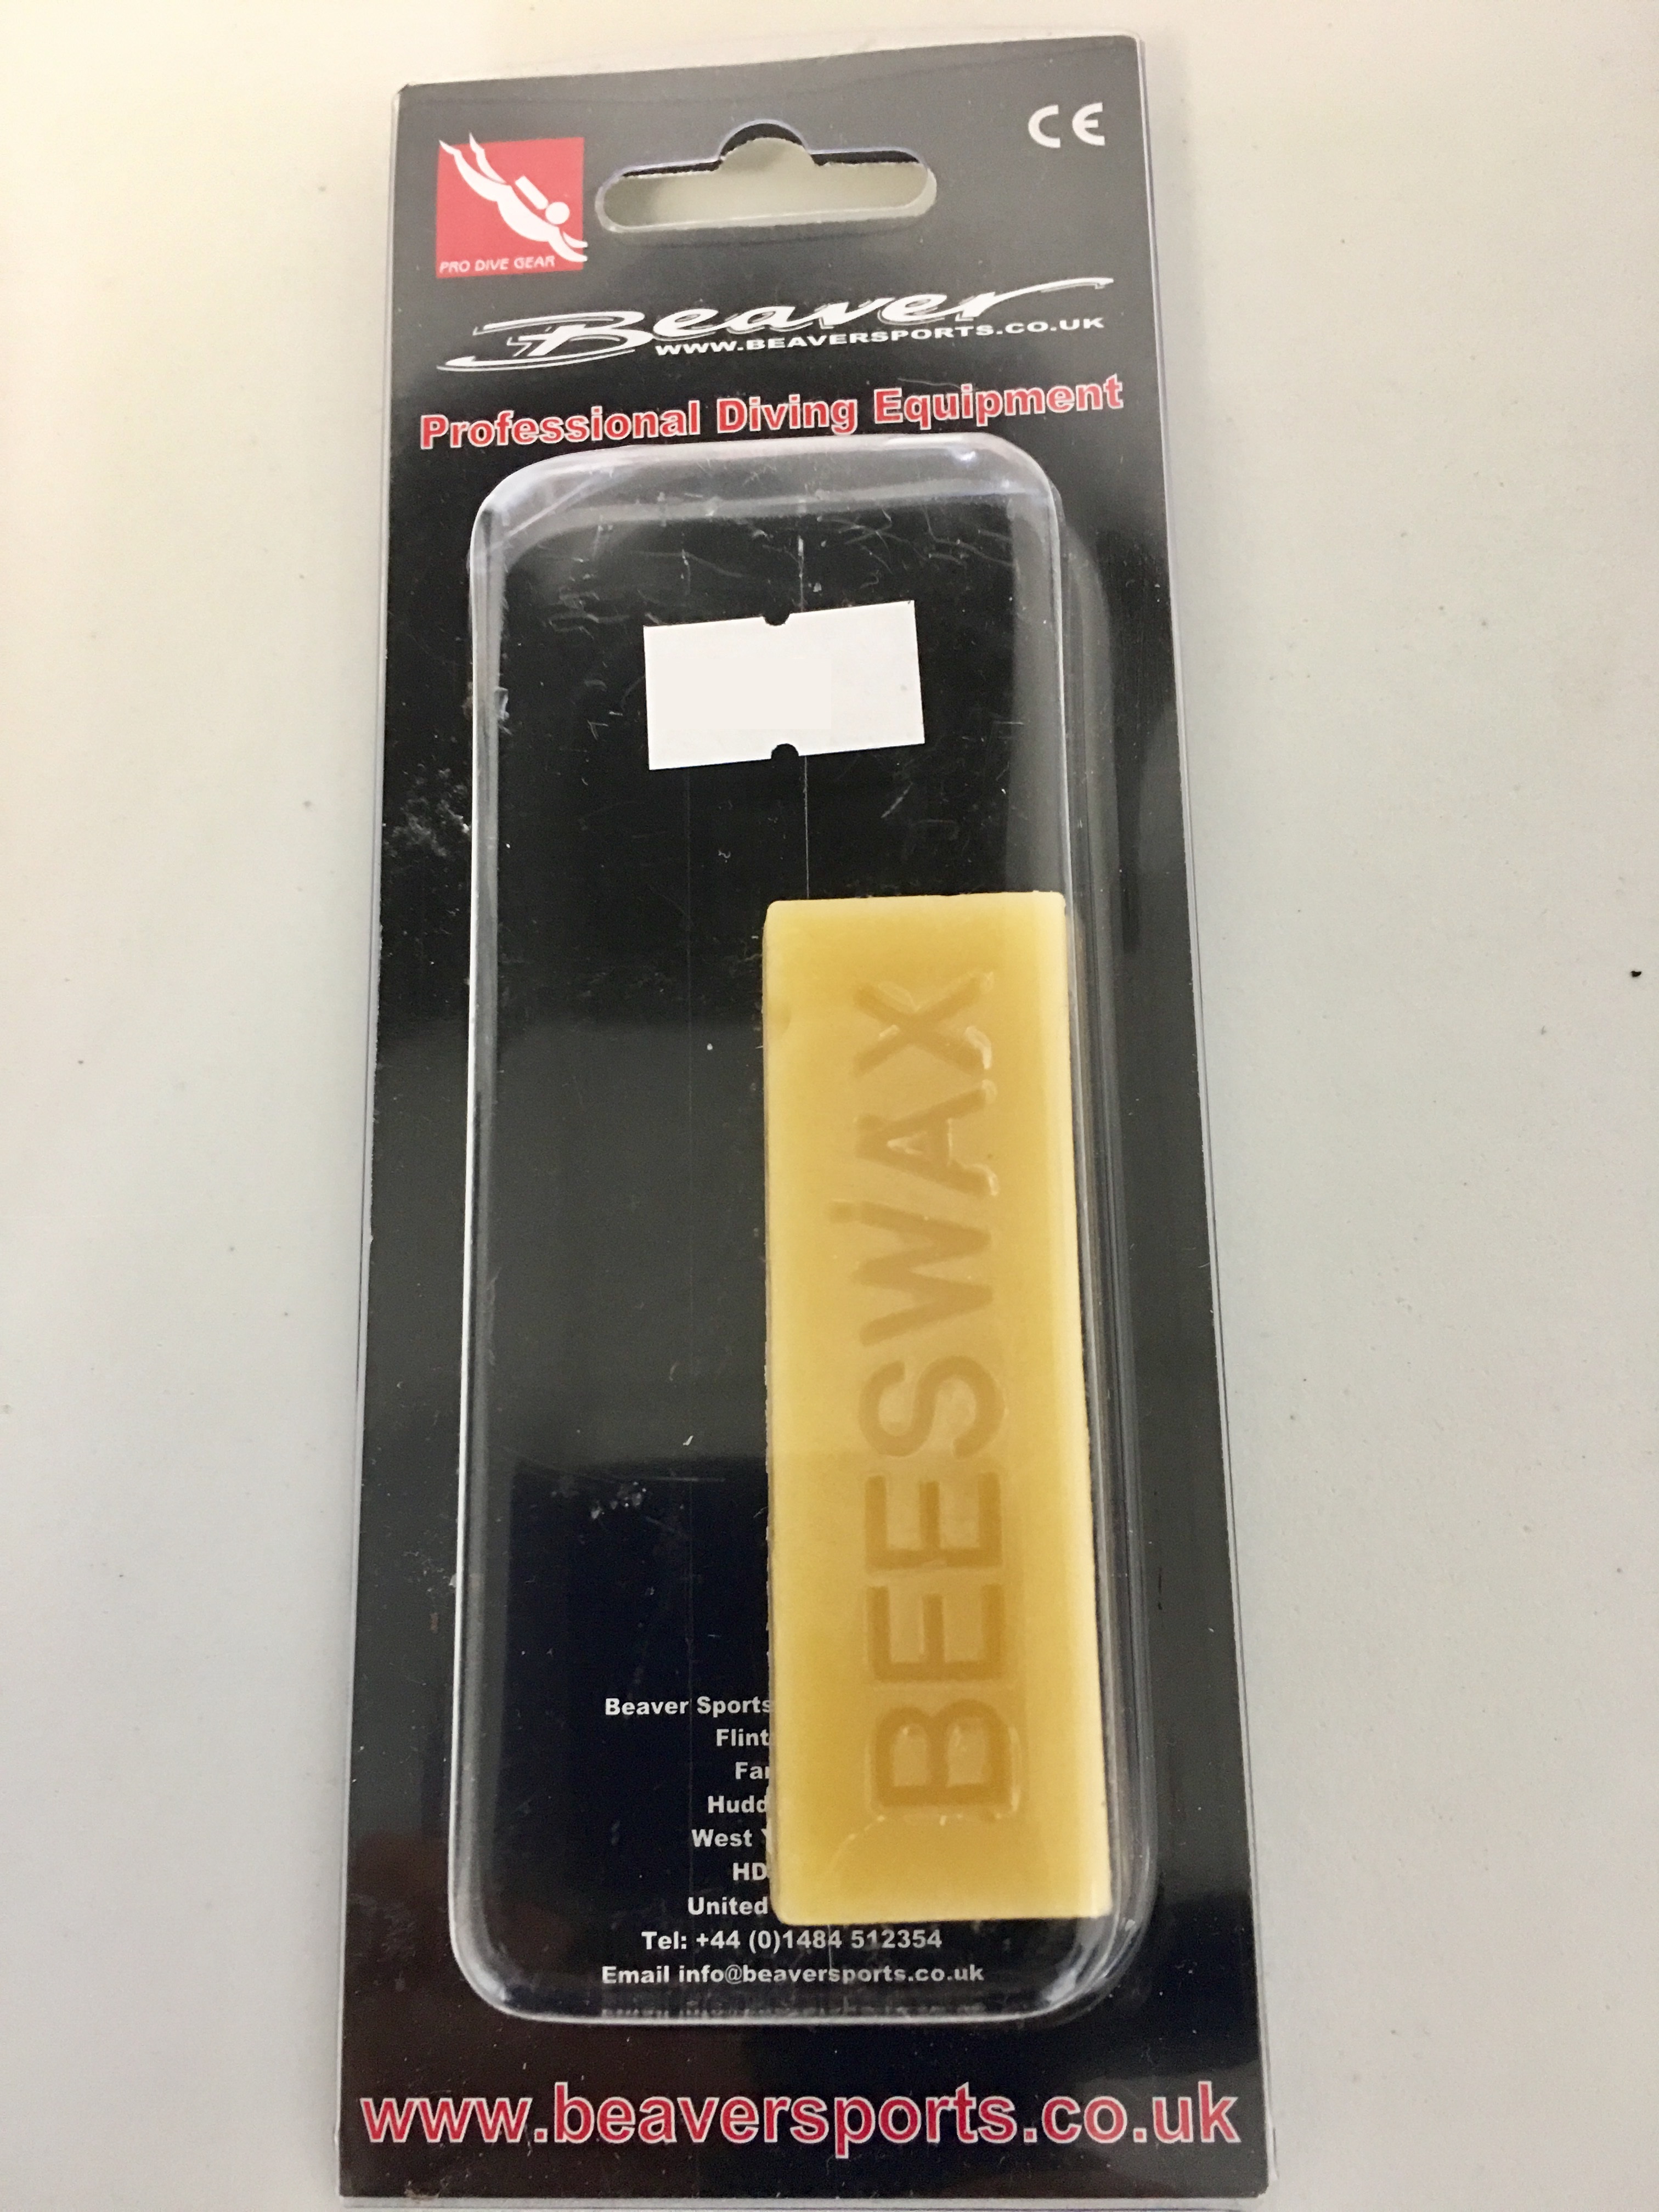 CE
PRO DIVE GEAR
Beaver
WWW.BEAVERSPORTS.CO.UK
Professional Diving Equipment
BEESWAX
Beaver Sports
Flint
Hudd
West
HD
United
Tel: +44 (0)1484 512354
Email info@beaversports.co.uk
www.beaversports.co.uk